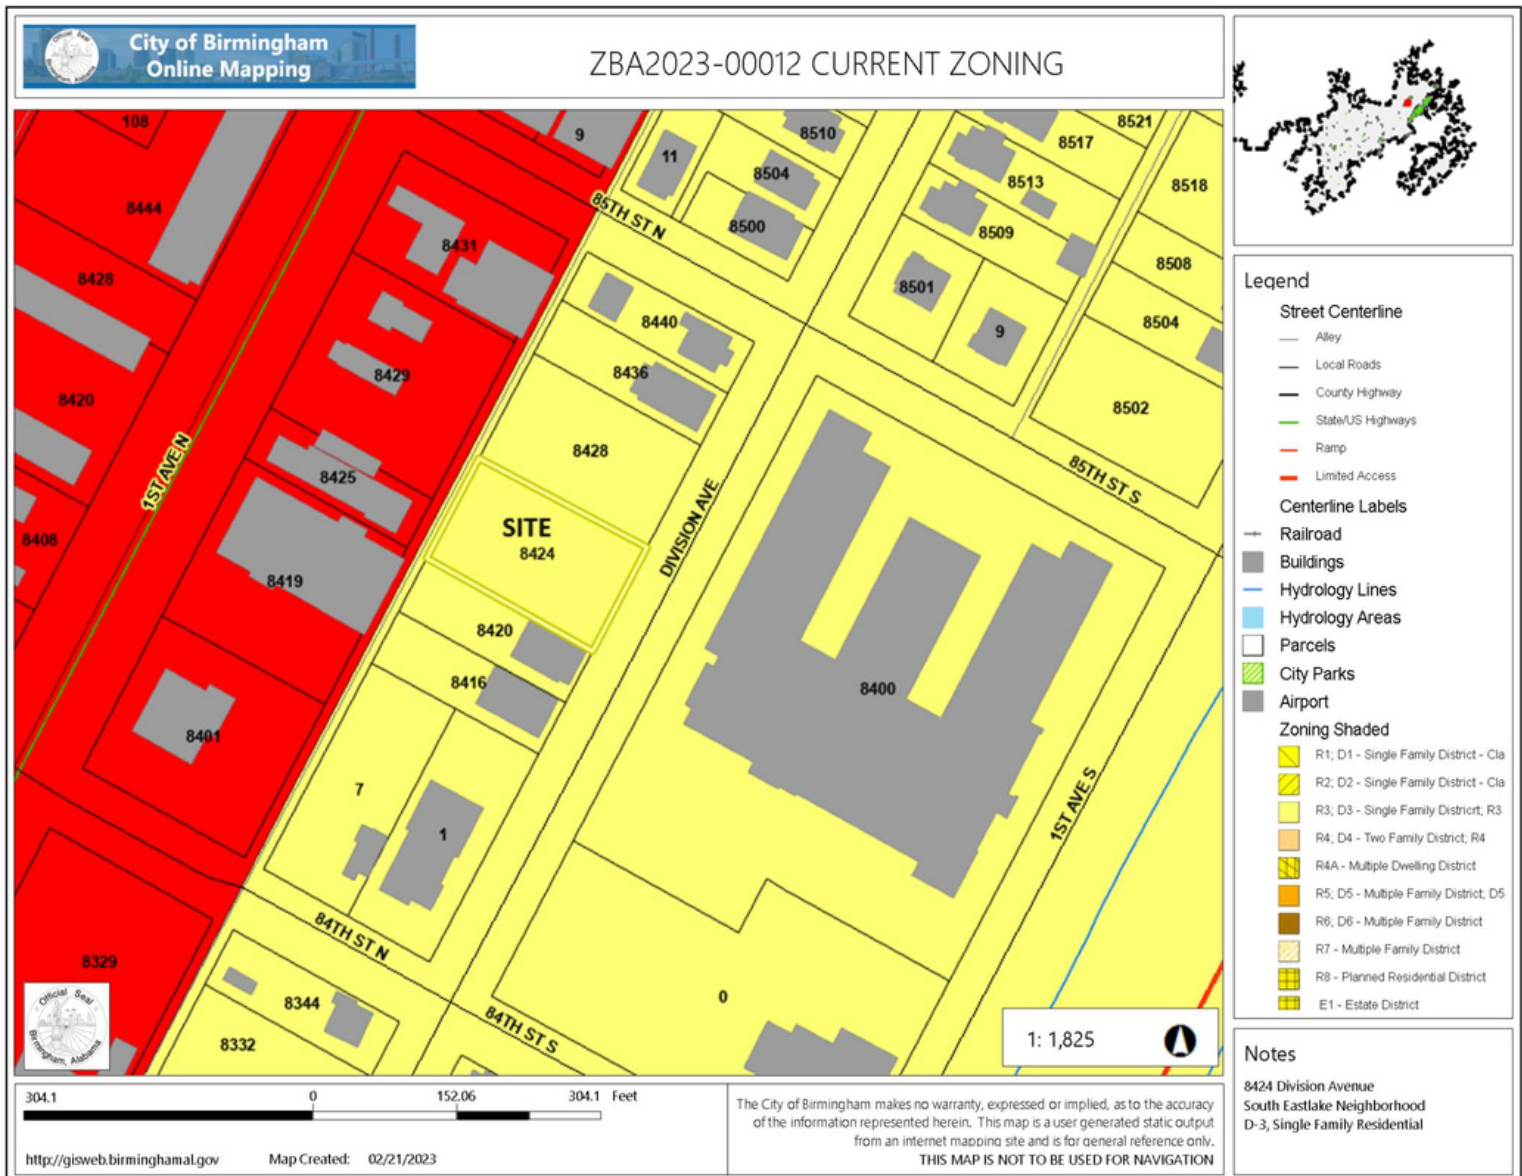 City of Birmingham
Online Mapping
ZBA2023-00012 CURRENT ZONING
108
9
11
8510
8504
8500
8517
8521
8513
8518
8444
8431
85TH ST N
8509
8508
8428
8501
9
8504
8440
8429
8436
8420
8502
8428
1ST AVE N
8425
85TH ST S
DIVISION AVE
SITE
8424
8408
8419
8420
8416
8400
8401
7
1
1ST AVE S
84TH ST N
8329
8344
0
84TH ST S
8332
Official Seal
Birmingham, Alabama
1: 1,825
Legend
Street Centerline
Alley
Local Roads
County Highway
State/US Highways
Ramp
Limited Access
Centerline Labels
Railroad
Buildings
Hydrology Lines
Hydrology Areas
Parcels
City Parks
Airport
Zoning Shaded
R1; D1 - Single Family District - Cla
R2; D2 - Single Family District - Cla
R3; D3 - Single Family Districrt; R3
R4; D4 - Two Family District; R4
R4A - Multiple Dwelling District
R5; D5 - Multiple Family District; D5
R6; D6 - Multiple Family District
R7 - Multiple Family District
R8 - Planned Residential District
E1 - Estate District
Notes
8424 Division Avenue
South Eastlake Neighborhood
D-3, Single Family Residential
304.1 0 152.06 304.1 Feet
http://gisweb.birminghamal.gov Map Created: 02/21/2023
The City of Birmingham makes no warranty, expressed or implied, as to the accuracy
of the information represented herein. This map is a user generated static output
from an internet mapping site and is for general reference only.
THIS MAP IS NOT TO BE USED FOR NAVIGATION